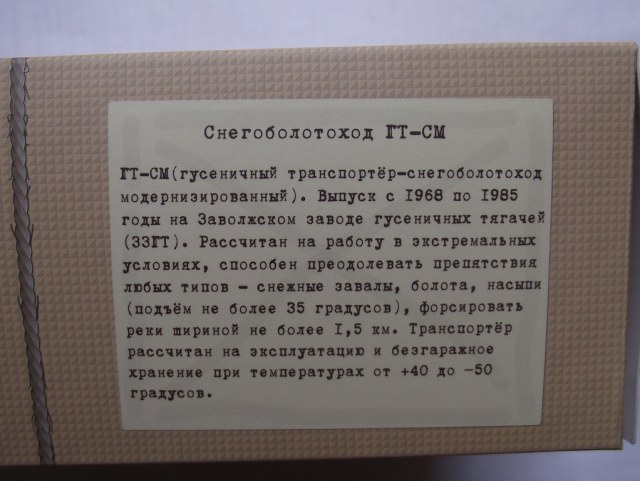 Снегоболотоход ГТ-СМ
ГТ-СМ(гусеничный транспортёр-снегоболотоход
модернизированный). Выпуск с I968 по I985
годы на Заволжском заводе гусеничных тягачей
(ЗЗГТ). Рассчитан на работу в экстремальных
условиях, способен преодолевать препятствия
любых типов - снежные завалы, болота, насыпи
(подъём не более 35 градусов), форсировать
реки шириной не более I,5 км. Транспортёр
рассчитан на эксплуатацию и безгаражное
хранение при температурах от +40 до -50
градусов.